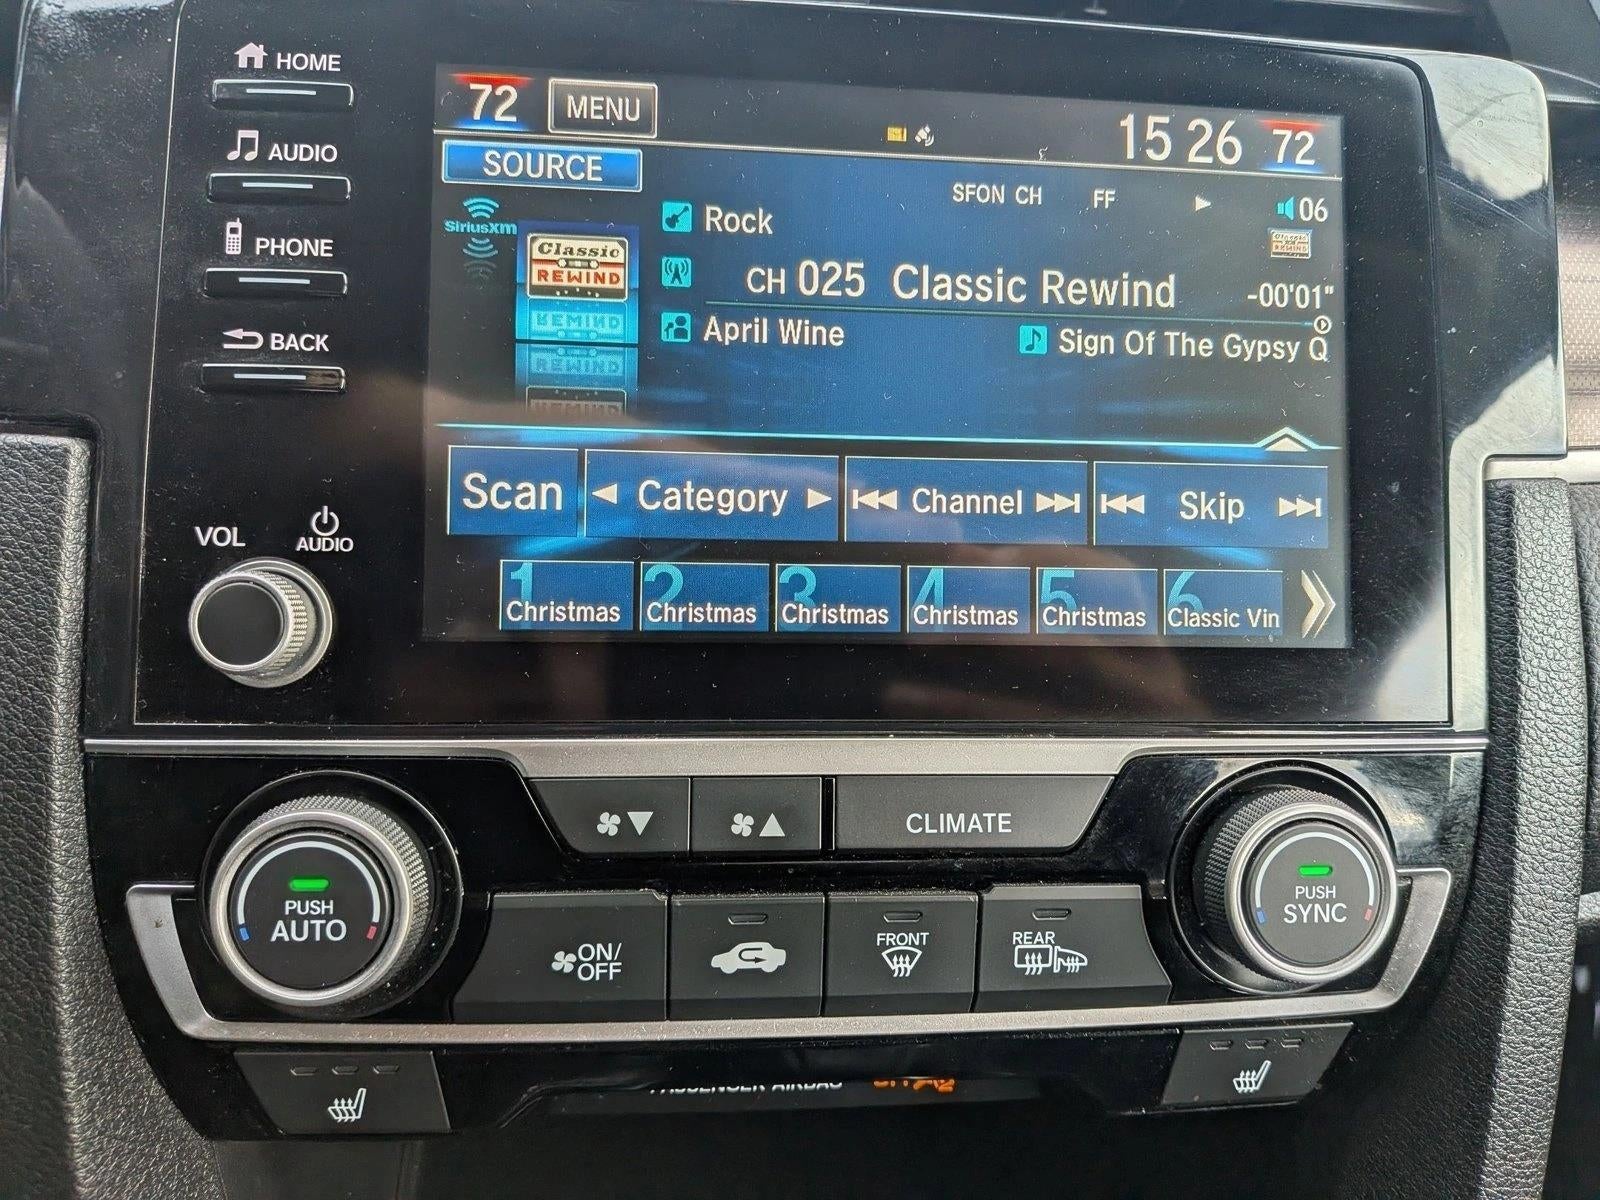 HOME
AUDIO
PHONE
BACK
VOL
AUDIO
72 MENU 15 26 72
SOURCE
SFON CH FF 06
SiriusXm
Classic
REWIND
Rock
Classic
REWIND
CH 025 Classic Rewind -00'01"
April Wine Sign Of The Gypsy Q
Scan Category Channel Skip
1 2 3 4 5 6
Christmas Christmas Christmas Christmas Christmas Classic Vin
CLIMATE
PUSH
AUTO
ON/
OFF
FRONT
REAR
PUSH
SYNC
PASSENGER AIRBAG